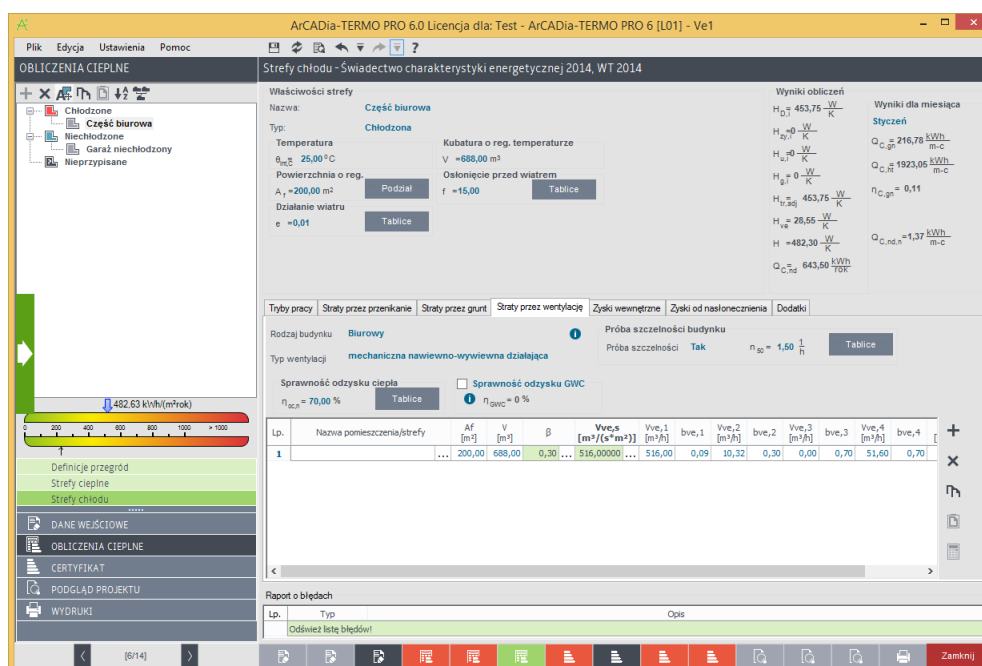 ArCADia-TERMO PRO 6.0 Licencja dla: Test - ArCADia-TERMO PRO 6 [L01] - Ve1
Plik Edycja Ustawienia Pomoc
OBLICZENIA CIEPLNE
Strefy chłodu - Świadectwo charakterystyki energetycznej 2014, WT 2014
Chłodzone
Część biurowa
Niechłodzone
Garaż niechłodzony
Nieprzypisane
482,63 kWh/(m²rok)
0 200 400 600 800 1000 > 1000
Definicje przegród
Strefy cieplne
Strefy chłodu
DANE WEJŚCIOWE
OBLICZENIA CIEPLNE
CERTYFIKAT
PODGLĄD PROJEKTU
WYDRUKI
[6/14]
Właściwości strefy
Nazwa: Część biurowa
Typ: Chłodzona
Temperatura
θint,C = 25,00 °C
Kubatura o reg. temperaturze
V =688,00 m³
Powierzchnia o reg.
Af =200,00 m² Podział
Osłonięcie przed wiatrem
f =15,00 Tablice
Działanie wiatru
e =0,01 Tablice
Wyniki obliczeń
HD,i = 453,75 W/K
Hzy,i =0 W/K
Hu,i =0 W/K
Hg,i = 0 W/K
Htr,adj = 453,75 W/K
Hve = 28,55 W/K
H =482,30 W/K
QC,nd = 643,50 kWh/rok
Wyniki dla miesiąca
Styczeń
QC,gn = 216,78 kWh/m-c
QC,ht = 1923,05 kWh/m-c
ηC,gn = 0,11
QC,nd,n =1,37 kWh/m-c
Tryby pracy Straty przez przenikanie Straty przez grunt Straty przez wentylację Zyski wewnętrzne Zyski od nasłonecznienia Dodatki
Rodzaj budynku Biurowy
Typ wentylacji mechaniczna nawiewno-wywiewna działająca
Próba szczelności budynku
Próba szczelności Tak n50 = 1,50 1/h Tablice
Sprawność odzysku ciepła
ηoc,n = 70,00 % Tablice
Sprawność odzysku GWC
ηGWC = 0 %
Lp. Nazwa pomieszczenia/strefy Af [m²] V [m³] β Vve,s [m³/(s*m²)] Vve,1 [m³/h] bve,1 Vve,2 [m³/h] bve,2 Vve,3 [m³/h] bve,3 Vve,4 [m³/h] bve,4 [
1 ... 200,00 688,00 0,30 ... 516,00000 ... 516,00 0,09 10,32 0,30 0,00 0,70 51,60 0,70
Raport o błędach
Lp. Typ Opis
Odśwież listę błędów!
Zamknij